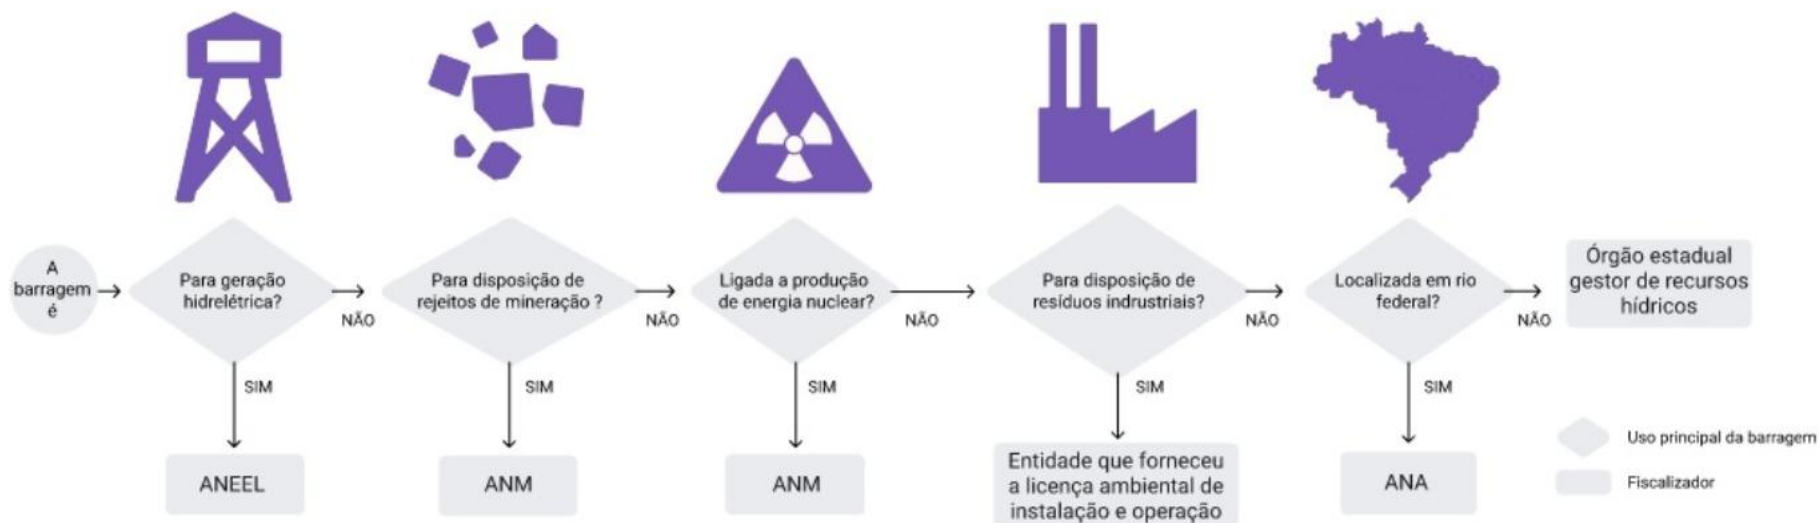 A
barragem
é
Para geração
hidrelétrica?
NÃO
SIM
ANEEL
Para disposição de
rejeitos de mineração ?
NÃO
SIM
ANM
Ligada a produção
de energia nuclear?
NÃO
SIM
ANM
Para disposição de
resíduos indrustriais?
NÃO
SIM
Entidade que forneceu
a licença ambiental de
instalação e operação
Localizada em rio
federal?
NÃO
SIM
ANA
Órgão estadual
gestor de recursos
hídricos
Uso principal da barragem
Fiscalizador